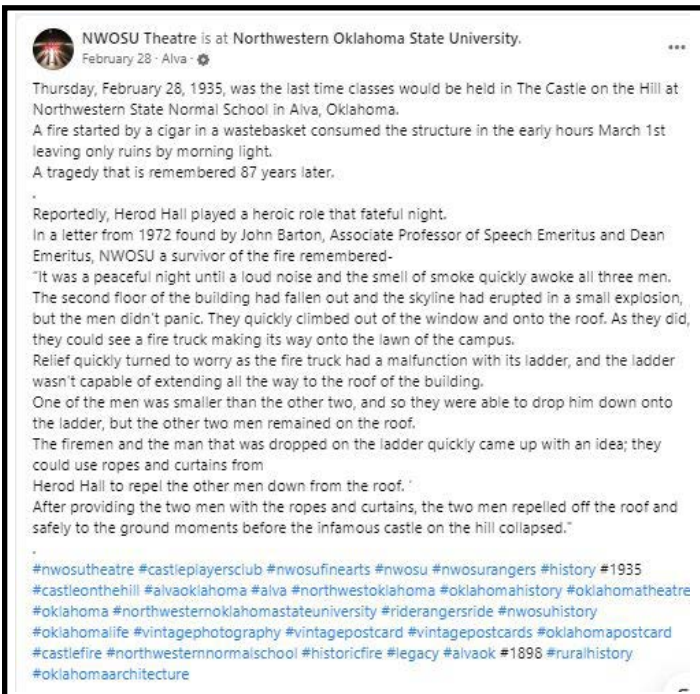 NWOSU Theatre is at Northwestern Oklahoma State University.
February 28 · Alva ·
Thursday, February 28, 1935, was the last time classes would be held in The Castle on the Hill at
Northwestern State Normal School in Alva, Oklahoma.
A fire started by a cigar in a wastebasket consumed the structure in the early hours March 1st
leaving only ruins by morning light.
A tragedy that is remembered 87 years later.
.
Reportedly, Herod Hall played a heroic role that fateful night.
In a letter from 1972 found by John Barton, Associate Professor of Speech Emeritus and Dean
Emeritus, NWOSU a survivor of the fire remembered-
"It was a peaceful night until a loud noise and the smell of smoke quickly awoke all three men.
The second floor of the building had fallen out and the skyline had erupted in a small explosion,
but the men didn't panic. They quickly climbed out of the window and onto the roof. As they did,
they could see a fire truck making its way onto the lawn of the campus.
Relief quickly turned to worry as the fire truck had a malfunction with its ladder, and the ladder
wasn't capable of extending all the way to the roof of the building.
One of the men was smaller than the other two, and so they were able to drop him down onto
the ladder, but the other two men remained on the roof.
The firemen and the man that was dropped on the ladder quickly came up with an idea; they
could use ropes and curtains from
Herod Hall to repel the other men down from the roof. '
After providing the two men with the ropes and curtains, the two men repelled off the roof and
safely to the ground moments before the infamous castle on the hill collapsed."
.
#nwosutheatre #castleplayersclub #nwosufinearts #nwosu #nwosurangers #history #1935
#castleonthehill #alvaoklahoma #alva #northwestoklahoma #oklahomahistory #oklahomatheatre
#oklahoma #northwesternoklahomastateuniversity #riderangersride #nwosuhistory
#oklahomalife #vintagephotography #vintagepostcard #vintagepostcards #oklahomapostcard
#castlefire #northwesternnormalschool #historicfire #legacy #alvaok #1898 #ruralhistory
#oklahomaarchitecture